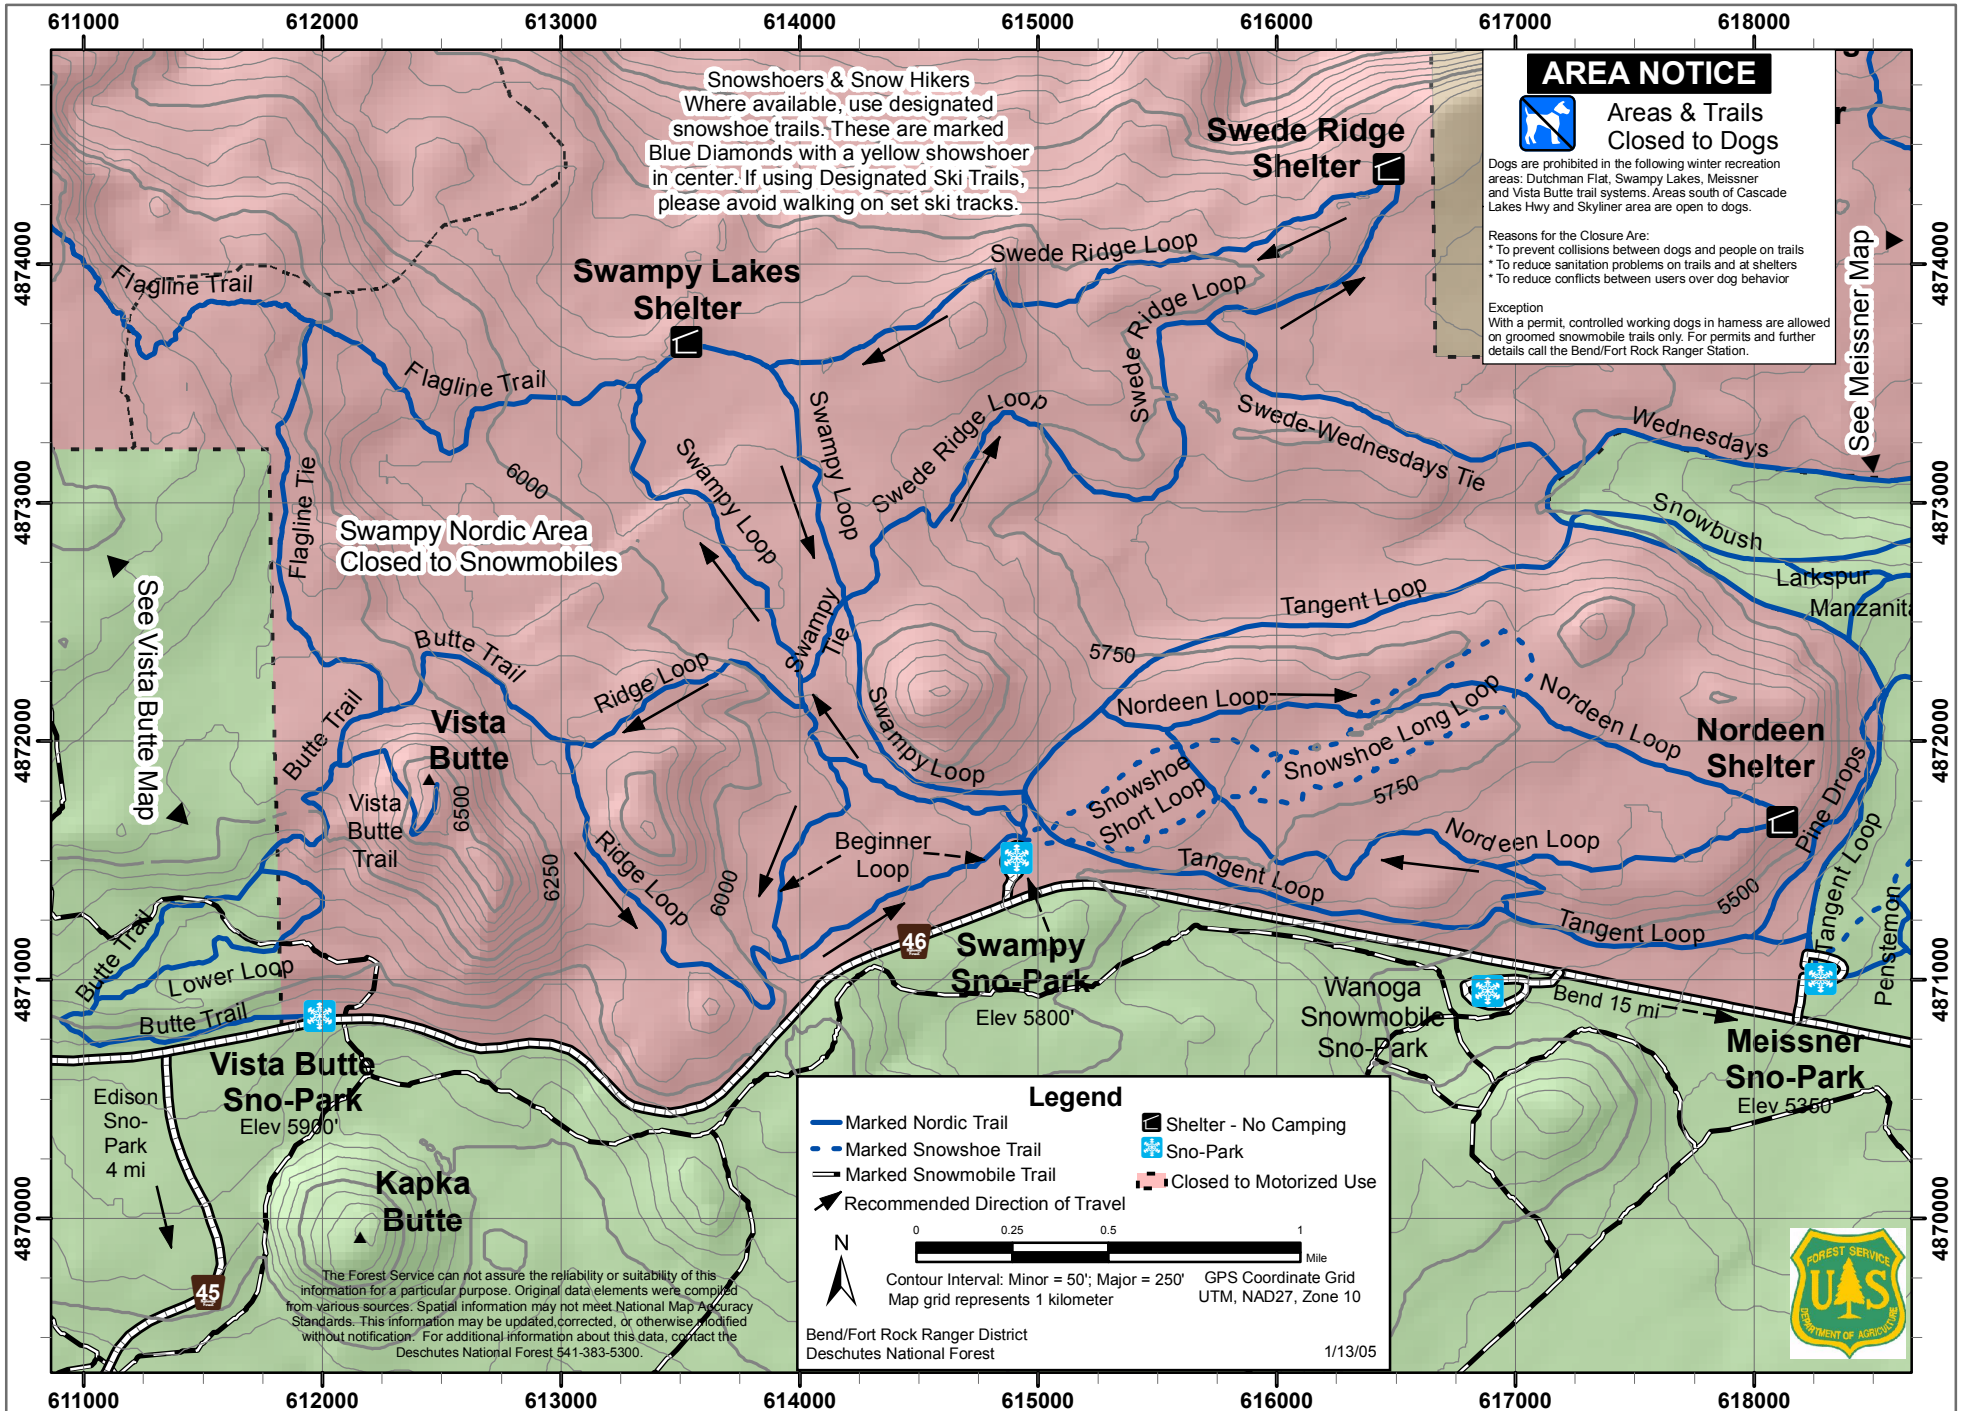 611000 612000 613000 614000 615000 616000 617000 618000
Snowshoers & Snow Hikers
Where available, use designated
snowshoe trails. These are marked
Blue Diamonds with a yellow showshoer
in center. If using Designated Ski Trails,
please avoid walking on set ski tracks.
AREA NOTICE
Areas & Trails
Closed to Dogs
Dogs are prohibited in the following winter recreation
areas: Dutchman Flat, Swampy Lakes, Meissner
and Vista Butte trail systems. Areas south of Cascade
Lakes Hwy and Skyliner area are open to dogs.
Reasons for the Closure Are:
* To prevent collisions between dogs and people on trails
* To reduce sanitation problems on trails and at shelters
* To reduce conflicts between users over dog behavior
Exception
With a permit, controlled working dogs in harness are allowed
on groomed snowmobile trails only. For permits and further
details call the Bend/Fort Rock Ranger Station.
Swede Ridge
Shelter
4874000
4874000
See Meissner Map
Swede Ridge Loop
Swampy Lakes
Shelter
Flagline Trail
Swede Ridge Loop
Flagline Trail
Swampy Loop
Swede Ridge Loop
Swede-Wednesdays Tie
Wednesdays
4873000
4873000
Flagline Tie
6000
Swampy Loop
Snowbush
Swampy Nordic Area
Closed to Snowmobiles
Larkspur
Manzanita
See Vista Butte Map
Tangent Loop
Swampy
Tie
Butte Trail
5750
Ridge Loop
Nordeen Loop
Nordeen Loop
4872000
4872000
Butte Trail
Vista
Butte
Swampy Loop
Snowshoe Long Loop
Nordeen
Shelter
Snowshoe
Short Loop
5750
Vista
Butte
Trail
6500
Pine Drops
Beginner
Loop
Nordeen Loop
Ridge Loop
6250
6000
Tangent Loop
5500
Tangent Loop
Tangent Loop
Penstemon
4871000
4871000
Butte Trail
Lower Loop
Butte Trail
46
Swampy
Sno-Park
Elev 5800'
Wanoga
Snowmobile
Sno-Park
Bend 15 mi
Meissner
Sno-Park
Elev 5350'
Vista Butte
Sno-Park
Elev 5900'
Edison
Sno-
Park
4 mi
Kapka
Butte
4870000
4870000
45
Legend
Marked Nordic Trail
Marked Snowshoe Trail
Marked Snowmobile Trail
Recommended Direction of Travel
Shelter - No Camping
Sno-Park
Closed to Motorized Use
0 0.25 0.5 1
Mile
N
Contour Interval: Minor = 50'; Major = 250'
Map grid represents 1 kilometer
GPS Coordinate Grid
UTM, NAD27, Zone 10
Bend/Fort Rock Ranger District
Deschutes National Forest
1/13/05
The Forest Service can not assure the reliability or suitability of this
information for a particular purpose. Original data elements were compiled
from various sources. Spatial information may not meet National Map Accuracy
Standards. This information may be updated,corrected, or otherwise modified
without notification. For additional information about this data, contact the
Deschutes National Forest 541-383-5300.
FOREST SERVICE
US
DEPARTMENT OF AGRICULTURE
611000 612000 613000 614000 615000 616000 617000 618000